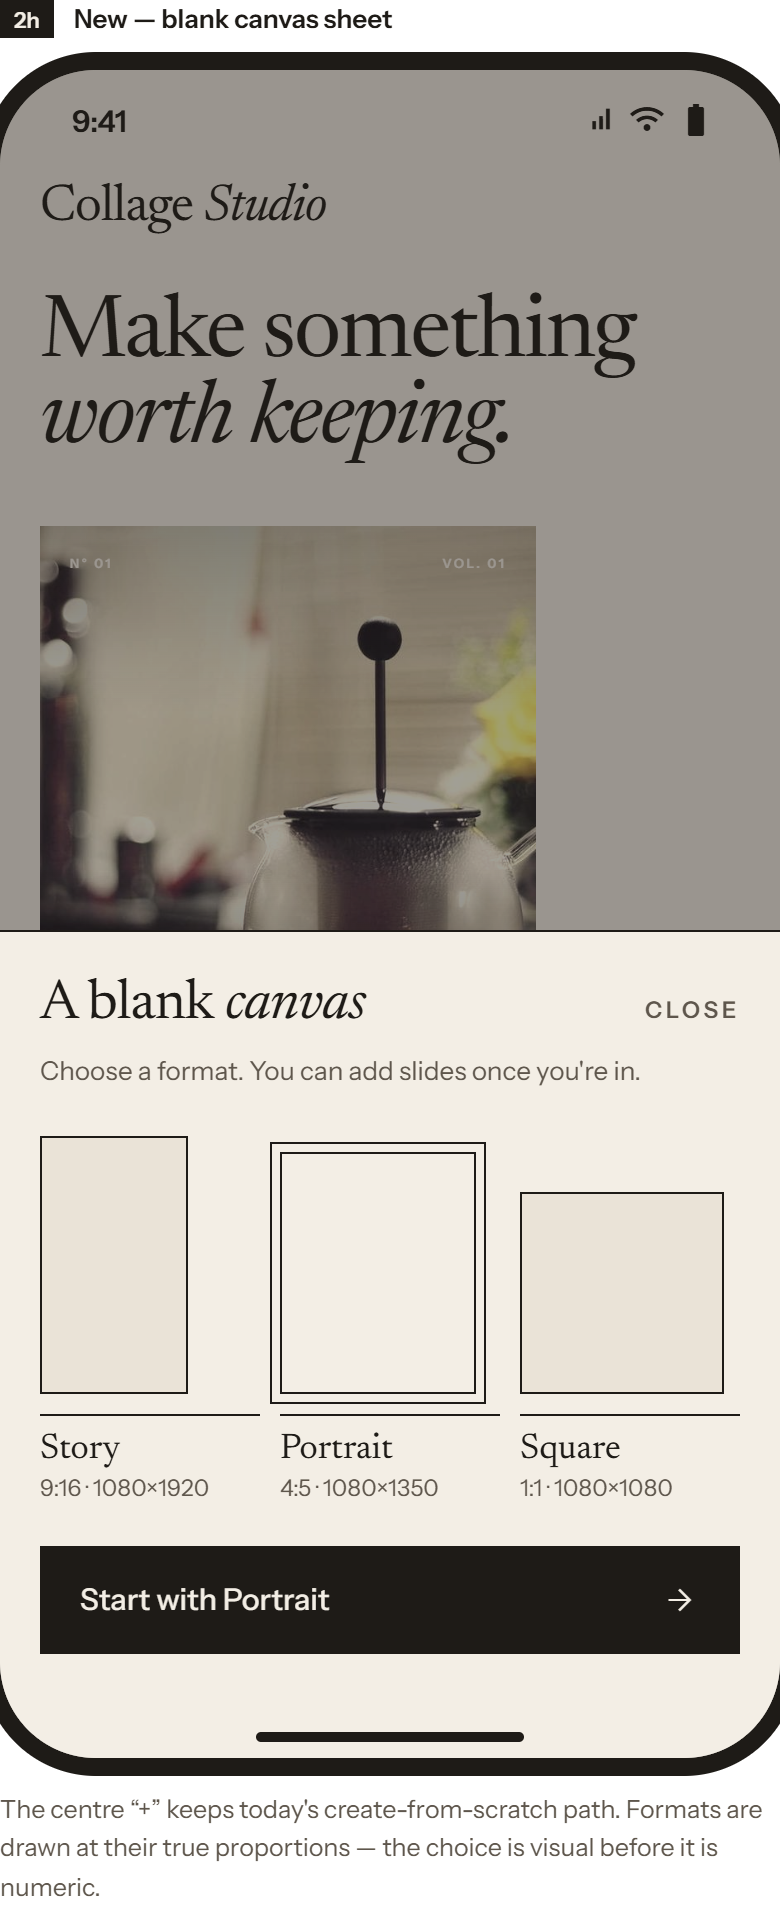 2h New — blank canvas sheet
9:41
Collage Studio
Make something
worth keeping.
N° 01 VOL. 01
A blank canvas CLOSE
Choose a format. You can add slides once you're in.
Story Portrait Square
9:16 · 1080×1920 4:5 · 1080×1350 1:1 · 1080×1080
Start with Portrait →
The centre “+” keeps today's create-from-scratch path. Formats are
drawn at their true proportions — the choice is visual before it is
numeric.